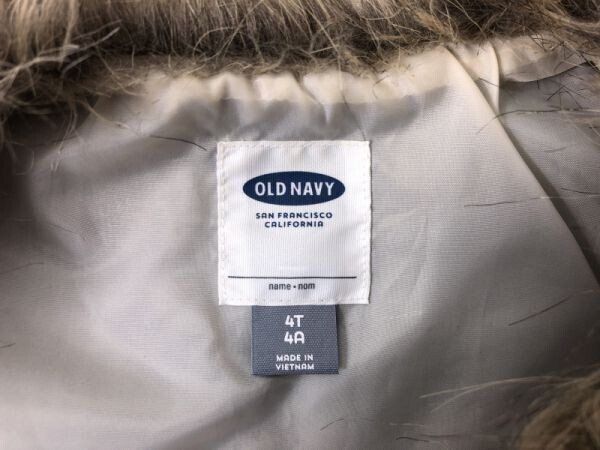 OLD NAVY
SAN FRANCISCO
CALIFORNIA
name • nom
4T
4A
MADE IN
VIETNAM